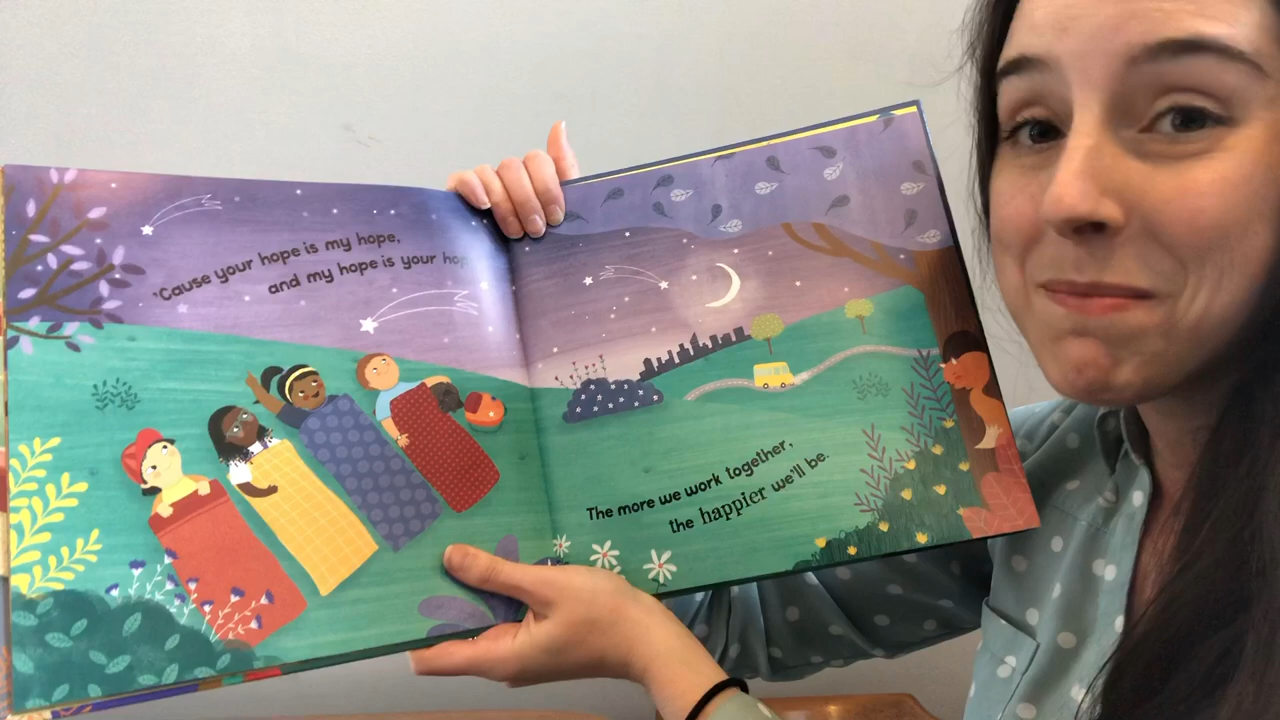 'Cause your hope is my hope,
and my hope is your
The more we work together,
the happier we'll be.